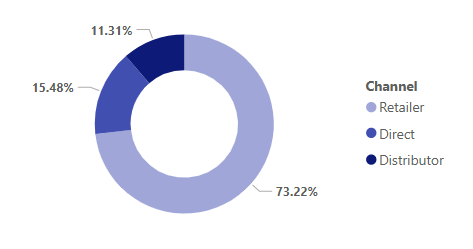 11.31%
15.48%
73.22%
Channel
Retailer
Direct
Distributor